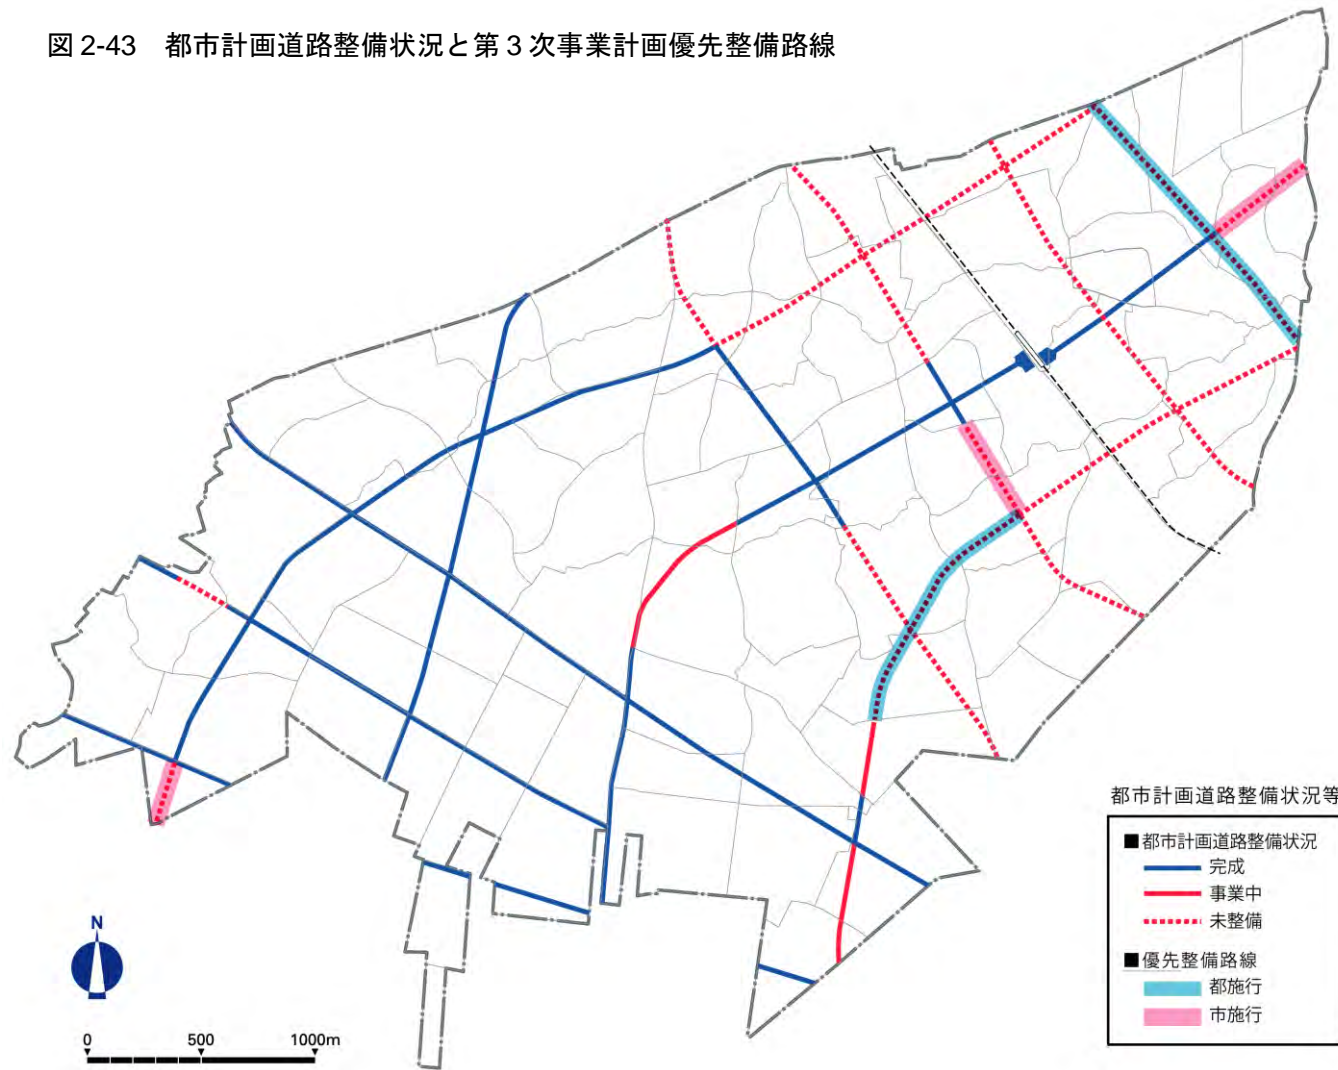 図 2-43 都市計画道路整備状況と第 3 次事業計画優先整備路線
都市計画道路整備状況等
■都市計画道路整備状況
完成
事業中
未整備
■優先整備路線
都施行
市施行
N
0 500 1000m